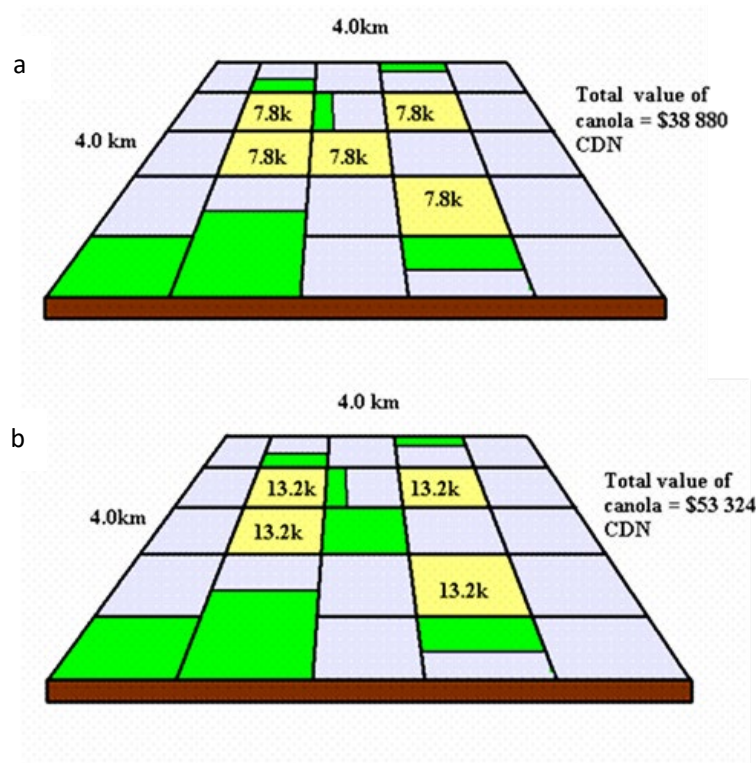 4.0km
a
Total value of
canola = $38 880
CDN
4.0 km
7.8k
7.8k
7.8k
7.8k
7.8k
4.0 km
b
Total value of
canola = $53 324
CDN
4.0km
13.2k
13.2k
13.2k
13.2k